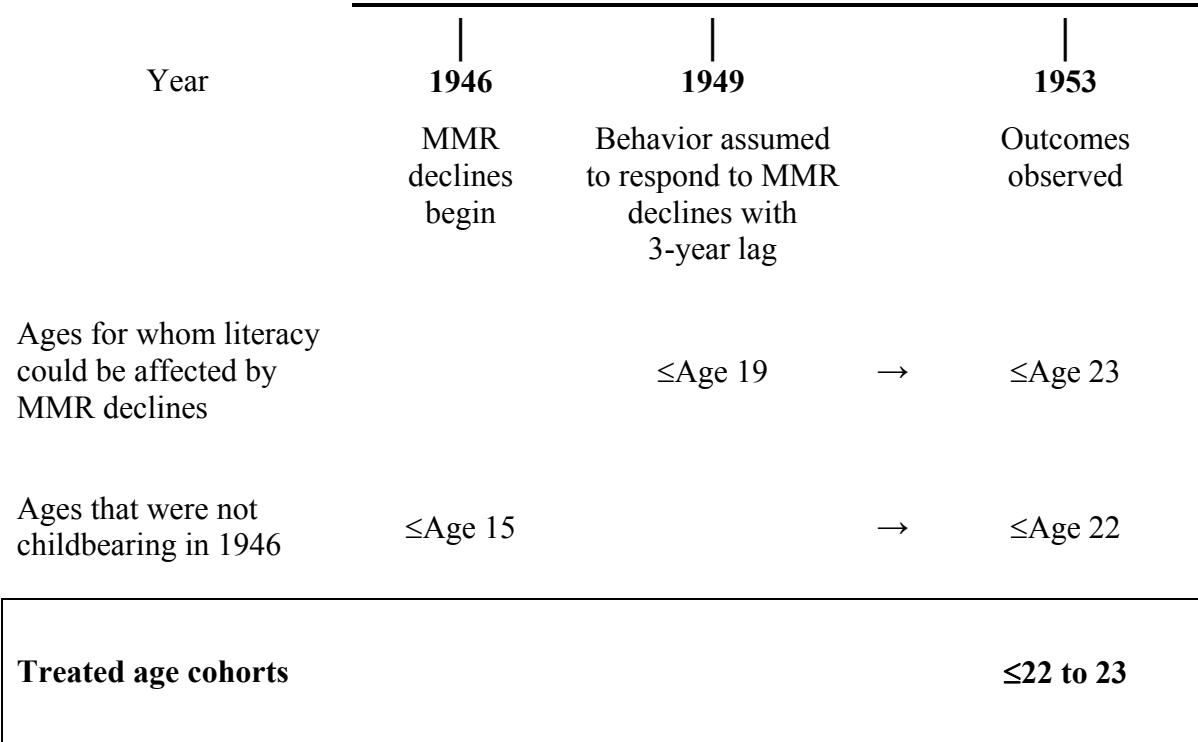 Year 1946 1949 1953
MMR Behavior assumed Outcomes
declines to respond to MMR observed
begin declines with
3-year lag
Ages for whom literacy
could be affected by ≤Age 19 → ≤Age 23
MMR declines
Ages that were not
childbearing in 1946 ≤Age 15 → ≤Age 22
Treated age cohorts ≤22 to 23